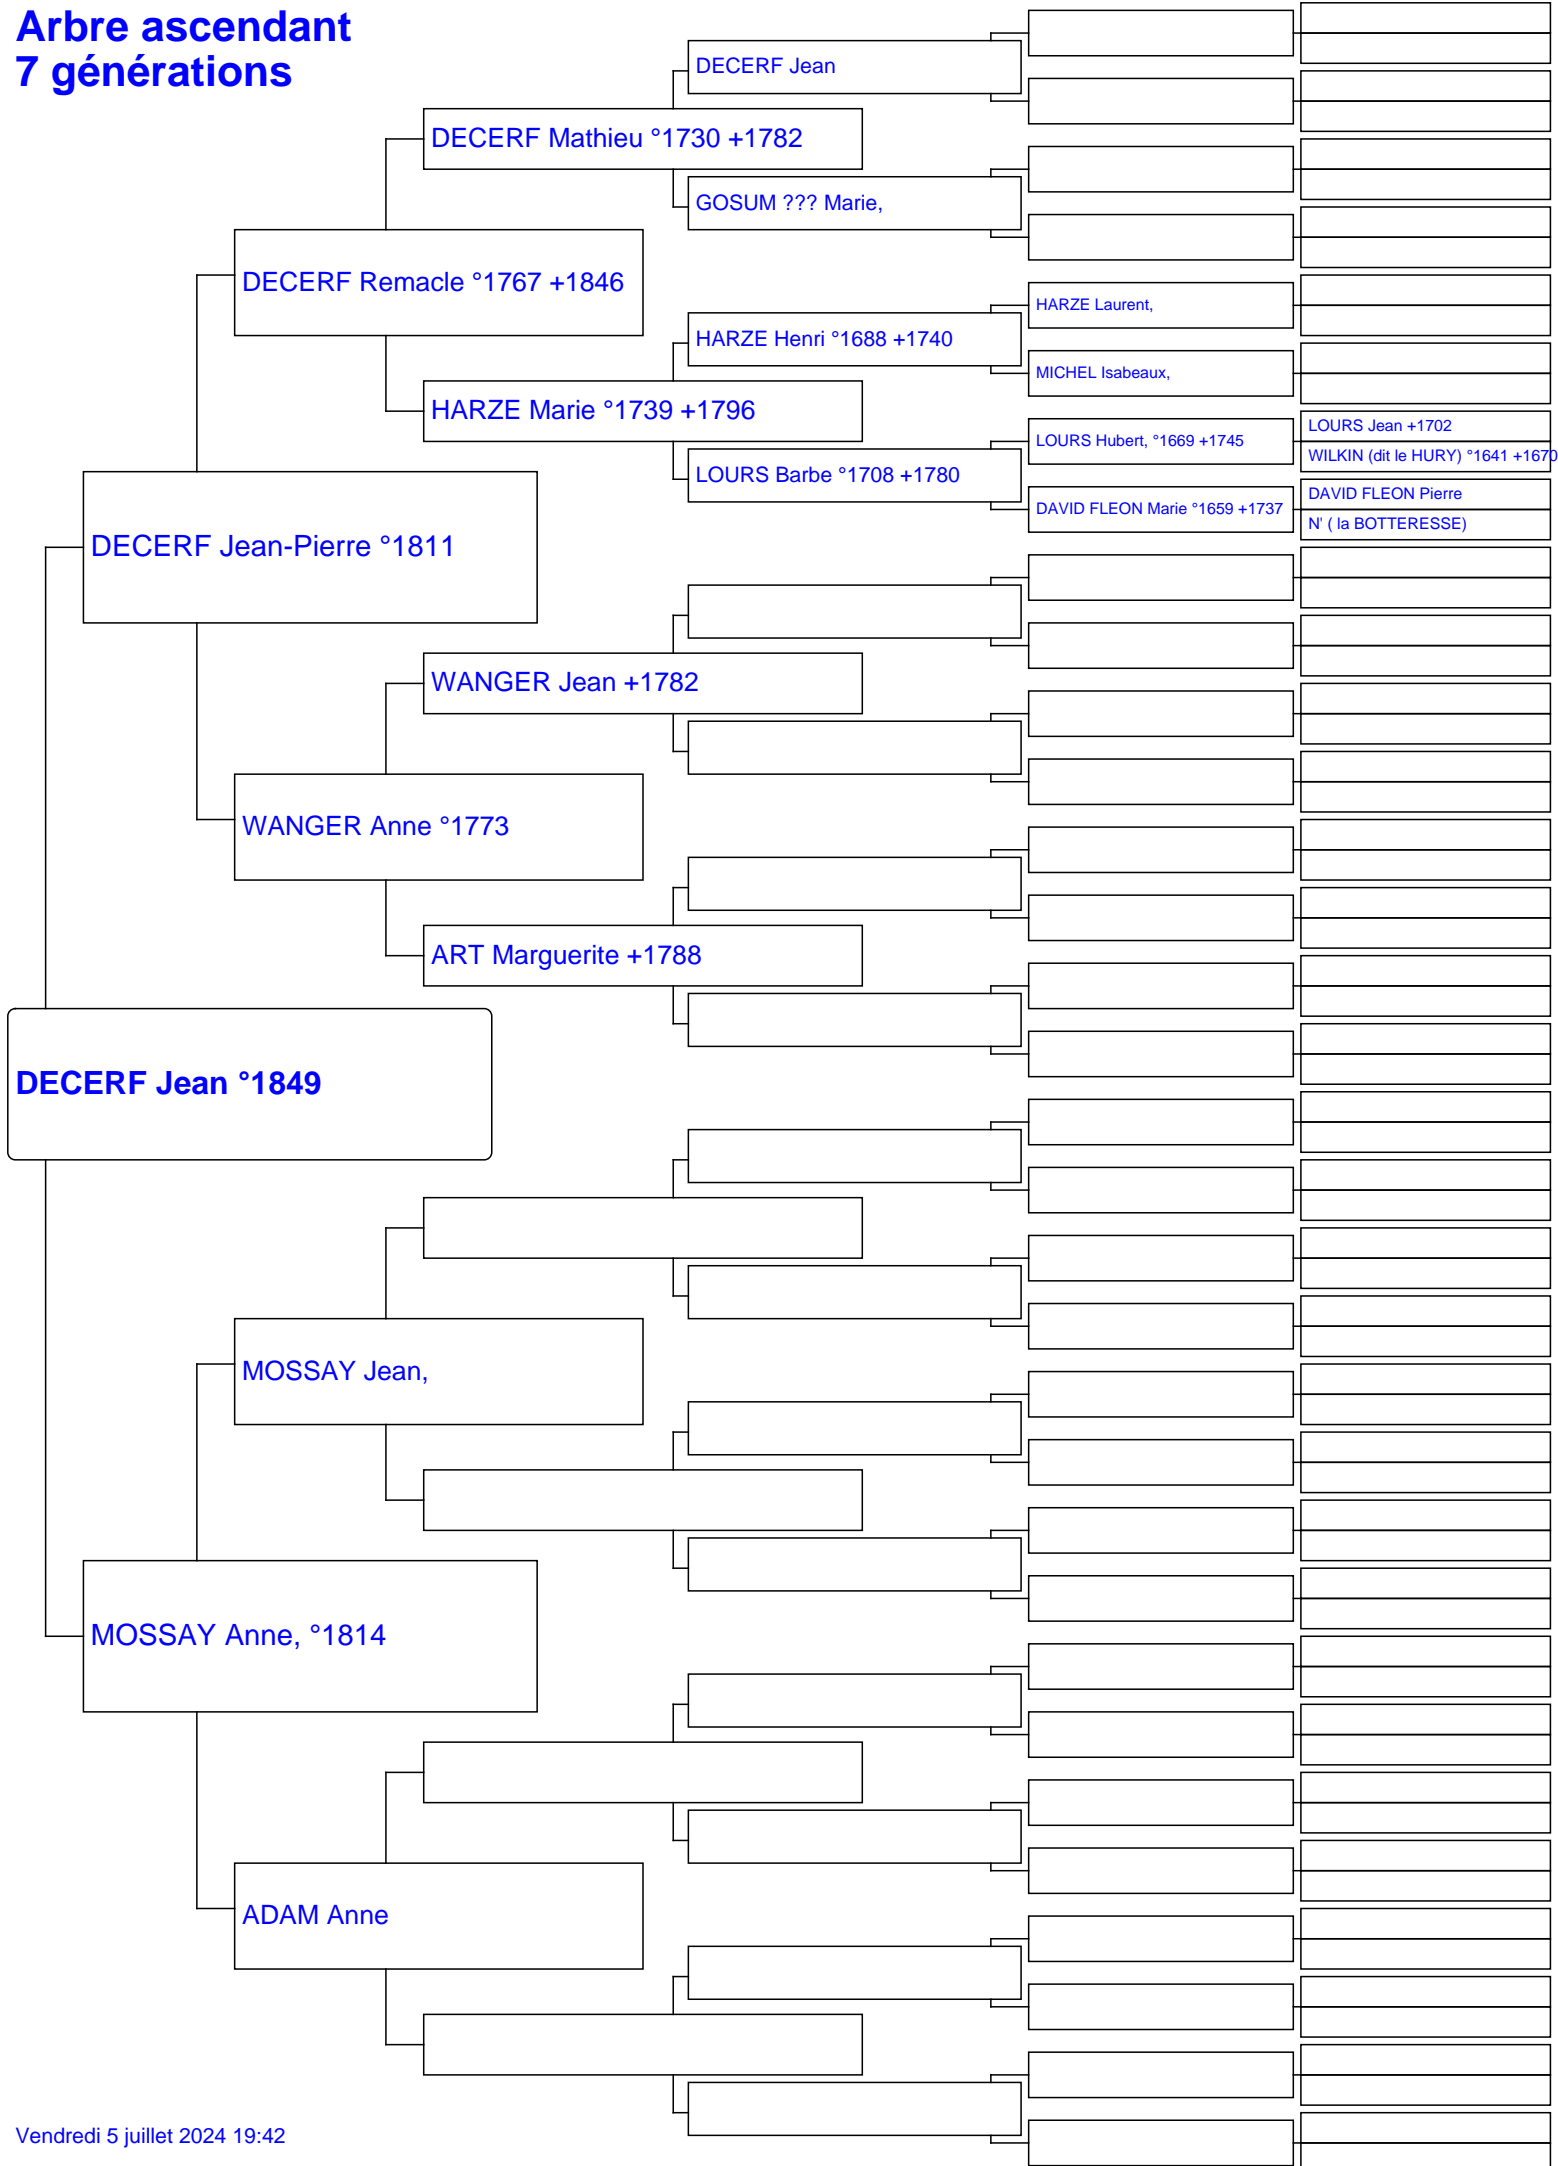 Arbre ascendant
7 générations
DECERF Jean
DECERF Mathieu °1730 +1782
GOSUM ??? Marie,
DECERF Remacle °1767 +1846
HARZE Laurent,
HARZE Henri °1688 +1740
MICHEL Isabeaux,
HARZE Marie °1739 +1796
LOURS Jean +1702
LOURS Hubert, °1669 +1745
WILKIN (dit le HURY) °1641 +1670
LOURS Barbe °1708 +1780
DAVID FLEON Pierre
DAVID FLEON Marie °1659 +1737
N' ( la BOTTERESSE)
DECERF Jean-Pierre °1811
WANGER Jean +1782
WANGER Anne °1773
ART Marguerite +1788
DECERF Jean °1849
MOSSAY Jean,
MOSSAY Anne, °1814
ADAM Anne
Vendredi 5 juillet 2024 19:42